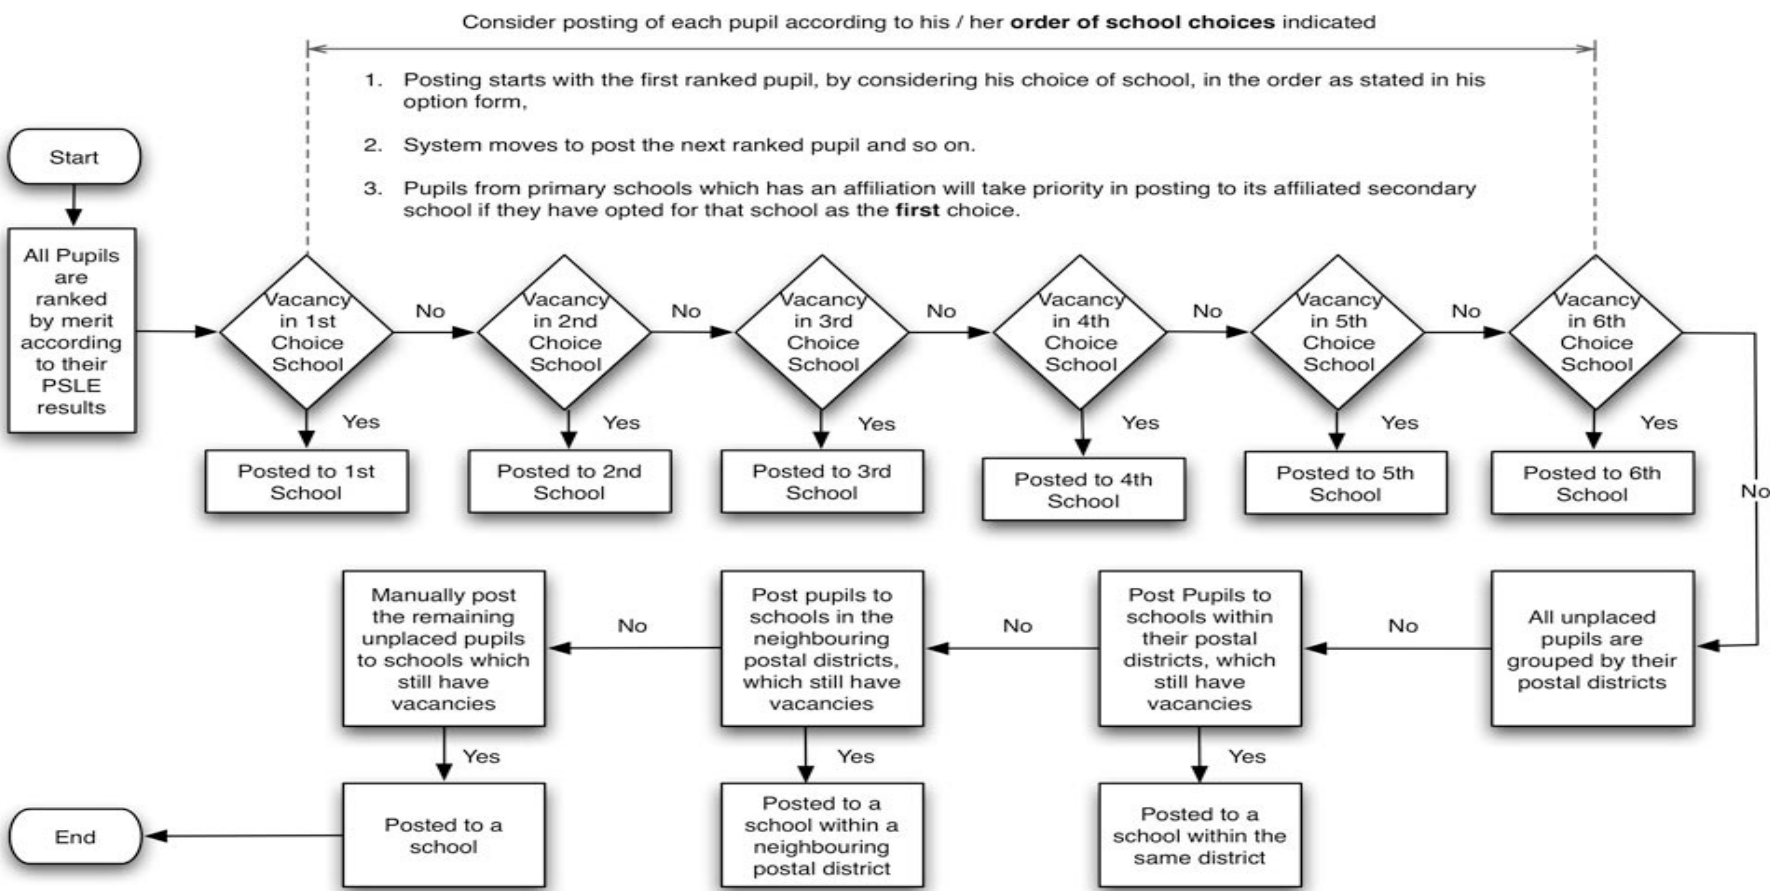 Consider posting of each pupil according to his / her order of school choices indicated
1. Posting starts with the first ranked pupil, by considering his choice of school, in the order as stated in his
option form,
2. System moves to post the next ranked pupil and so on.
3. Pupils from primary schools which has an affiliation will take priority in posting to its affiliated secondary
school if they have opted for that school as the first choice.
Start
All Pupils
are
ranked
by merit
according
to their
PSLE
results
Vacancy
in 1st
Choice
School
No
Vacancy
in 2nd
Choice
School
No
Vacancy
in 3rd
Choice
School
No
Vacancy
in 4th
Choice
School
No
Vacancy
in 5th
Choice
School
No
Vacancy
in 6th
Choice
School
Yes
Yes
Yes
Yes
Yes
Yes
Posted to 1st
School
Posted to 2nd
School
Posted to 3rd
School
Posted to 4th
School
Posted to 5th
School
Posted to 6th
School
No
All unplaced
pupils are
grouped by their
postal districts
No
Post Pupils to
schools within
their postal
districts, which
still have
vacancies
No
Post pupils to
schools in the
neighbouring
postal districts,
which still have
vacancies
No
Manually post
the remaining
unplaced pupils
to schools which
still have
vacancies
Yes
Yes
Yes
Posted to a
school within the
same district
Posted to a
school within a
neighbouring
postal district
Posted to a
school
End